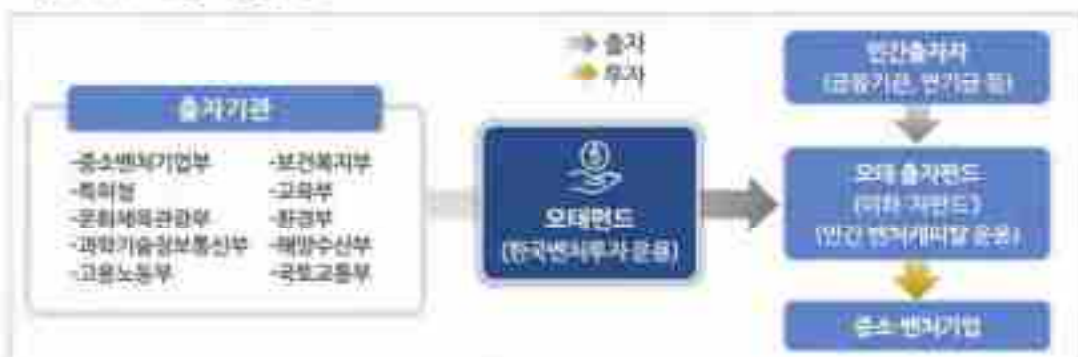 출자
투자
출자기관
-중소벤처기업부
-특허청
-문화체육관광부
-과학기술정보통신부
-고용노동부
-보건복지부
-교육부
-환경부
-해양수산부
-국토교통부
모태펀드
(한국벤처투자 운용)
민간출자자
(금융기관, 연기금 등)
모태 출자펀드
(이하 '자펀드')
(민간 벤처캐피탈 운용)
중소·벤처기업